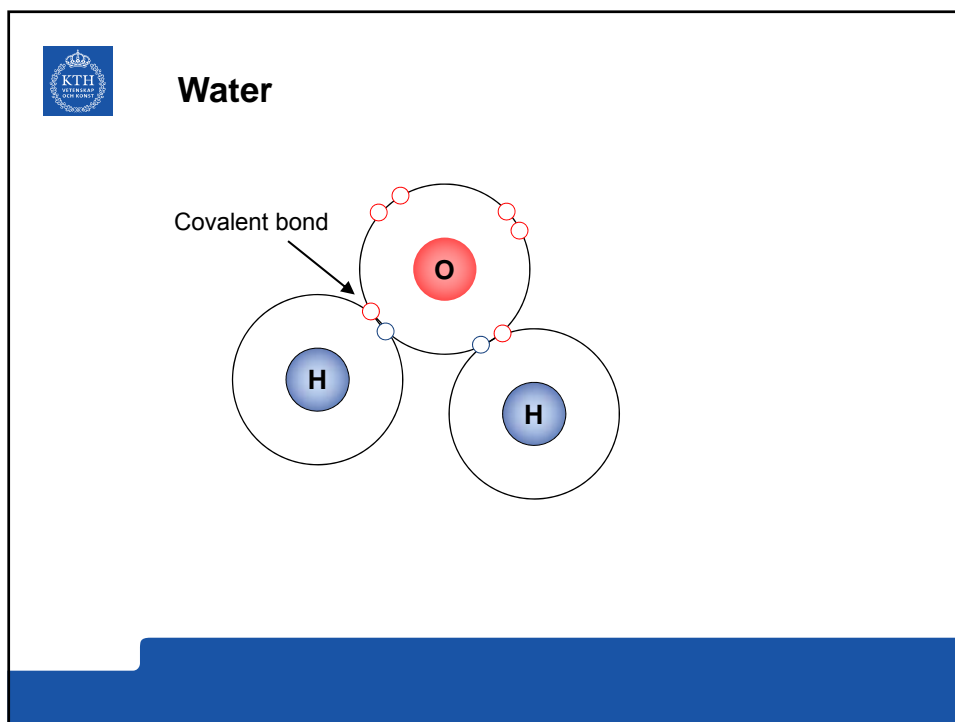 KTH
VETENSKAP
OCH KONST
Water
Covalent bond
O
H
H